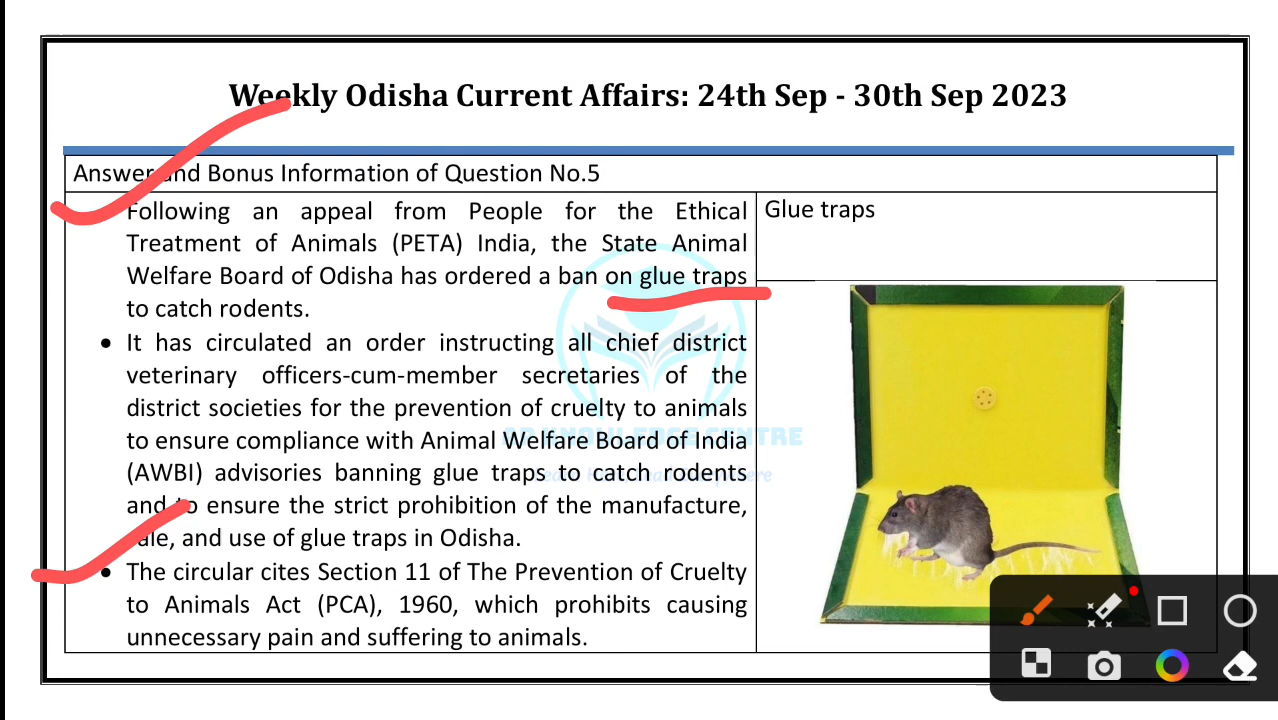 Weekly Odisha Current Affairs: 24th Sep - 30th Sep 2023
Answer and Bonus Information of Question No.5
Following an appeal from People for the Ethical
Treatment of Animals (PETA) India, the State Animal
Welfare Board of Odisha has ordered a ban on glue traps
to catch rodents.
• It has circulated an order instructing all chief district
veterinary officers-cum-member secretaries of the
district societies for the prevention of cruelty to animals
to ensure compliance with Animal Welfare Board of India
(AWBI) advisories banning glue traps to catch rodents
and to ensure the strict prohibition of the manufacture,
sale, and use of glue traps in Odisha.
• The circular cites Section 11 of The Prevention of Cruelty
to Animals Act (PCA), 1960, which prohibits causing
unnecessary pain and suffering to animals.
Glue traps
KNOWLEDGE CENTRE